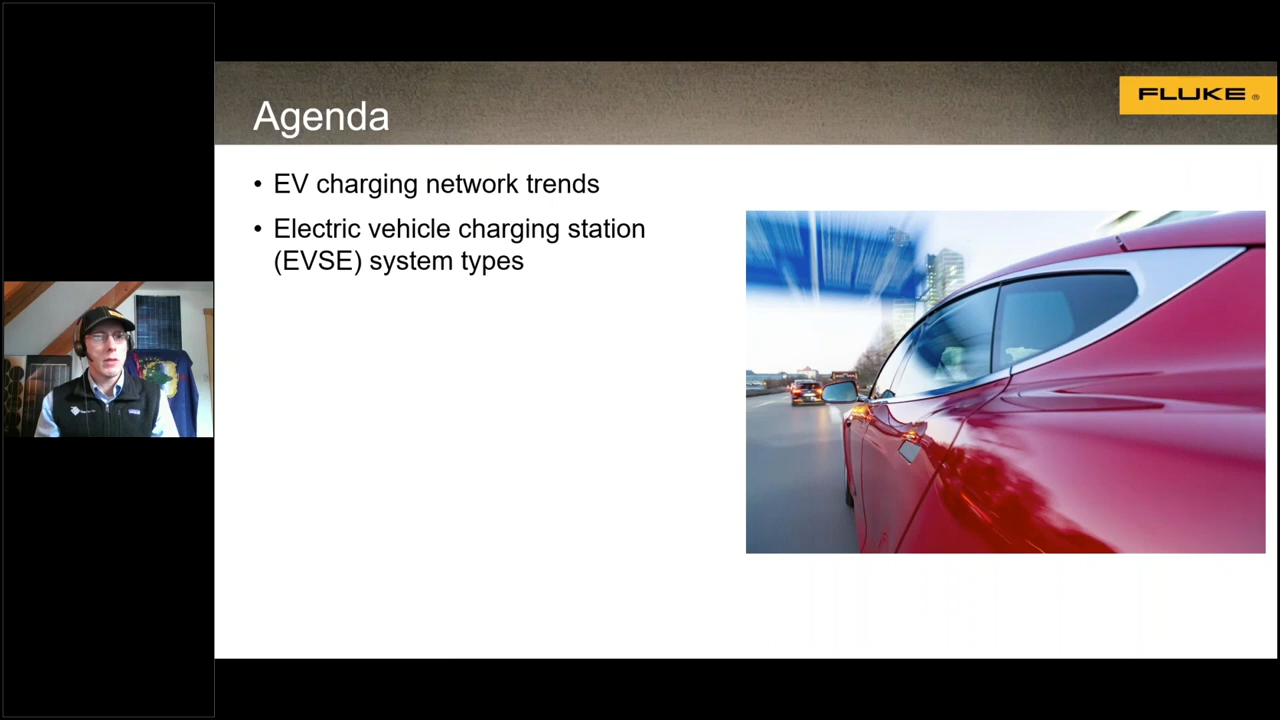 Agenda
FLUKE ®
• EV charging network trends
• Electric vehicle charging station
(EVSE) system types